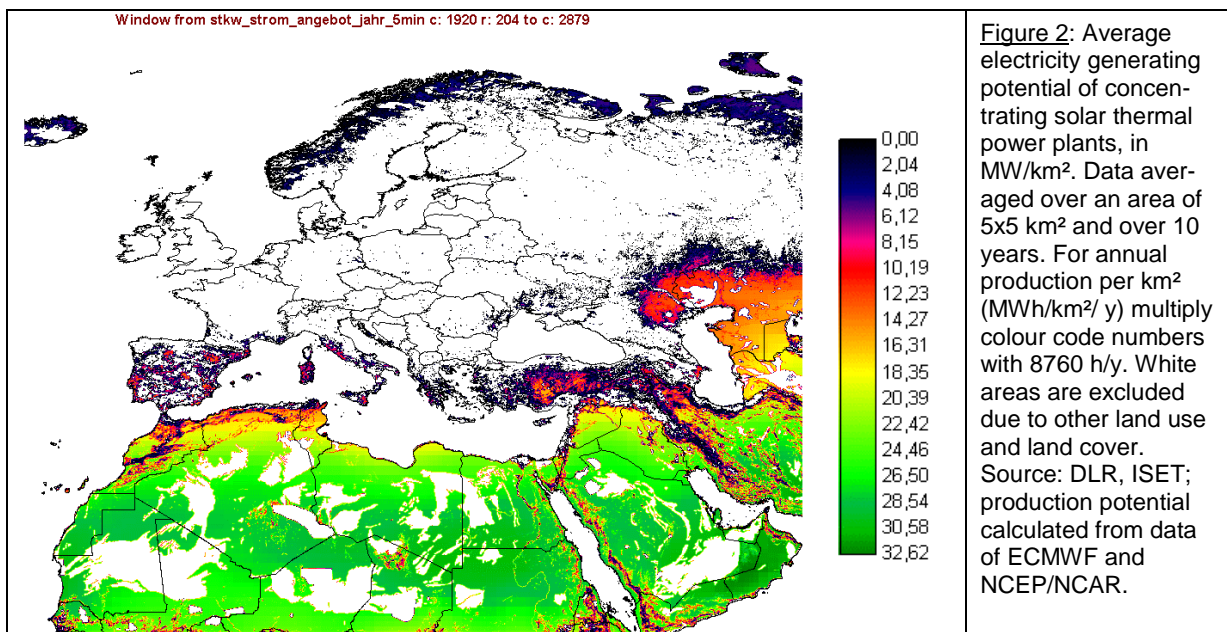 Window from stkw_strom_angebot_jahr_5min c: 1920 r: 204 to c: 2879
0,00
2,04
4,08
6,12
8,15
10,19
12,23
14,27
16,31
18,35
20,39
22,43
24,46
26,50
28,54
30,58
32,62
Figure 2: Average
electricity generating
potential of concen-
trating solar thermal
power plants, in
MW/km². Data aver-
aged over an area of
5x5 km² and over 10
years. For annual
production per km²
(MWh/km²/ y) multiply
colour code numbers
with 8760 h/y. White
areas are excluded
due to other land use
and land cover.
Source: DLR, ISET;
production potential
calculated from data
of ECMWF and
NCEP/NCAR.